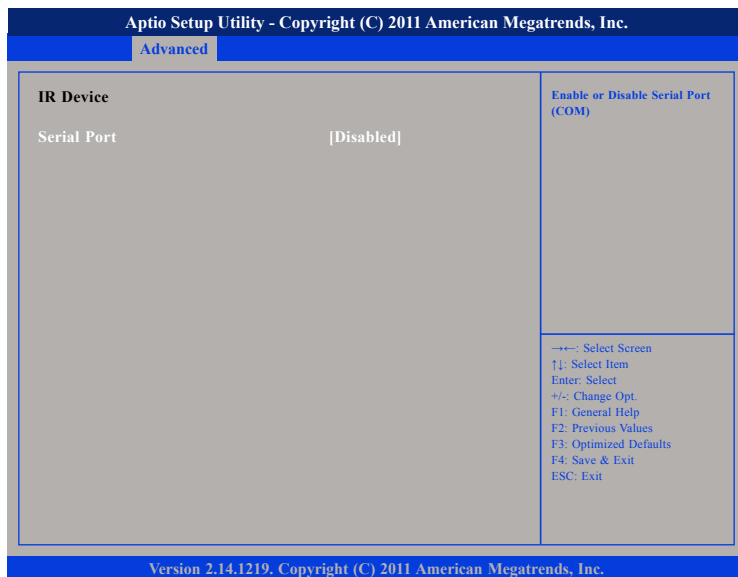 Aptio Setup Utility - Copyright (C) 2011 American Megatrends, Inc.
Advanced
IR Device
Serial Port [Disabled]
Enable or Disable Serial Port
(COM)
→←: Select Screen
↑↓: Select Item
Enter: Select
+/-: Change Opt.
F1: General Help
F2: Previous Values
F3: Optimized Defaults
F4: Save & Exit
ESC: Exit
Version 2.14.1219. Copyright (C) 2011 American Megatrends, Inc.